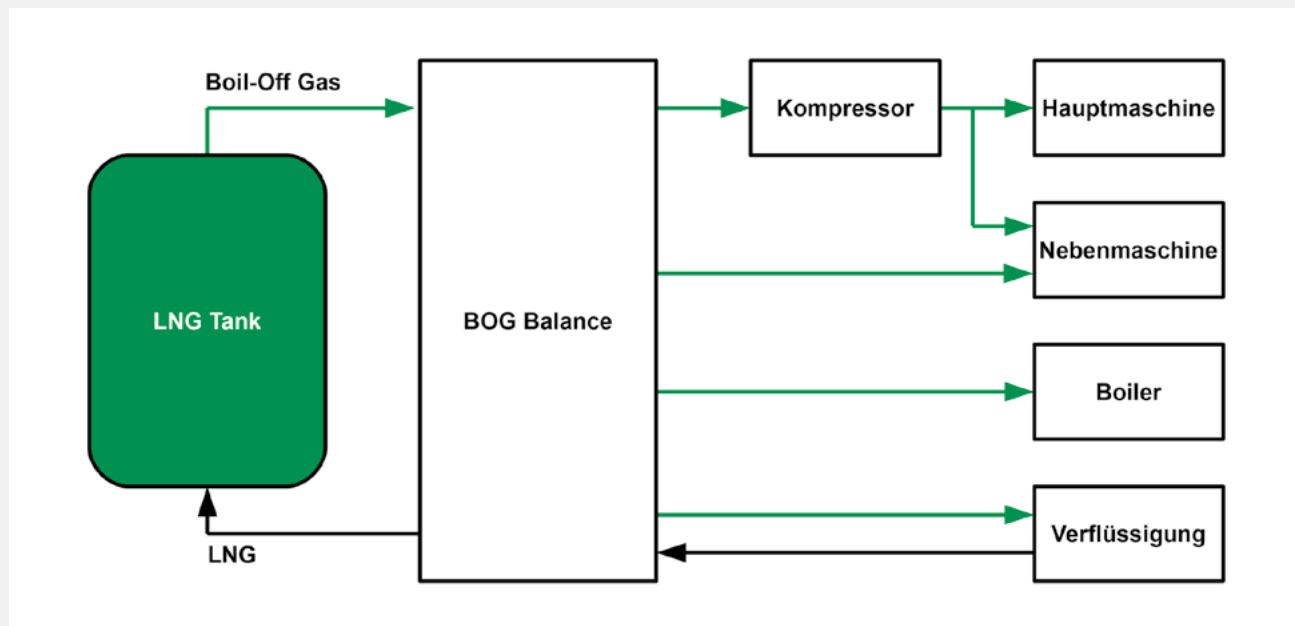 Boil-Off Gas
Kompressor
Hauptmaschine
Nebenmaschine
LNG Tank
BOG Balance
Boiler
Verflüssigung
LNG